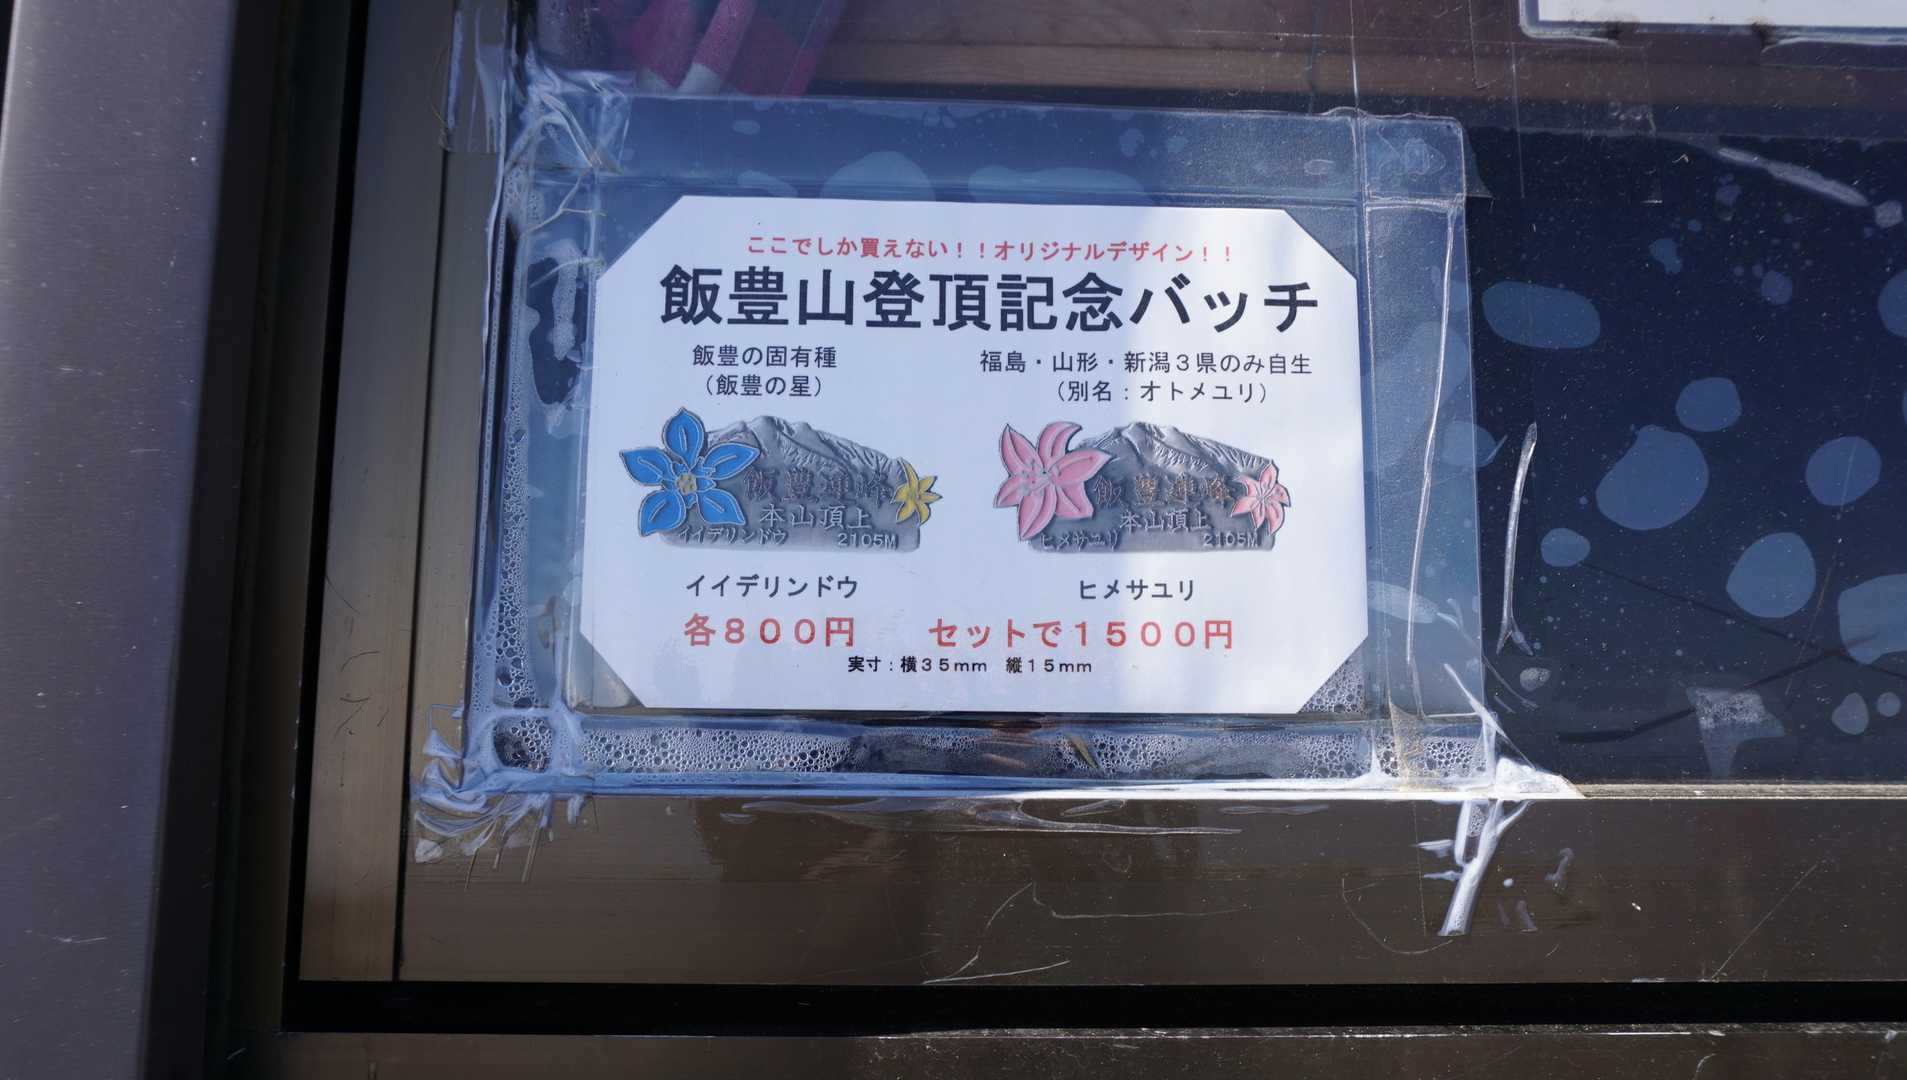 ここでしか買えない！！オリジナルデザイン！！
飯豊山登頂記念バッチ
飯豊の固有種
（飯豊の星）
福島・山形・新潟３県のみ自生
（別名：オトメユリ）
飯豊連峰
本山頂上
イイデリンドウ 2105M
飯豊連峰
本山頂上
ヒメサユリ 2105M
イイデリンドウ
ヒメサユリ
各８００円　セットで１５００円
実寸：横３５mm　縦１５mm